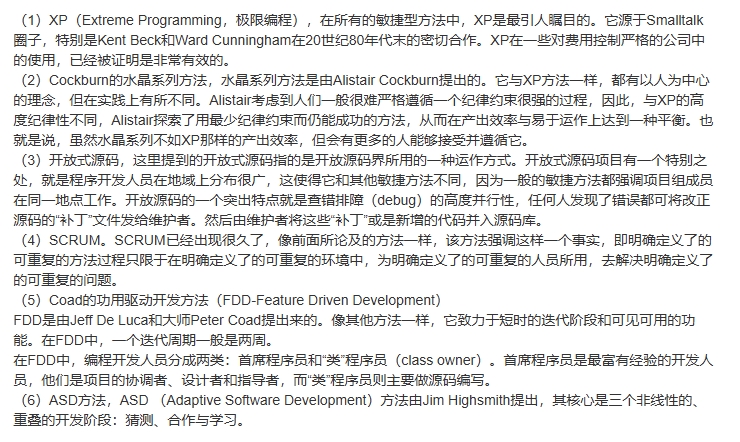 （1）XP（Extreme Programming，极限编程），在所有的敏捷型方法中，XP是最引人瞩目的。它源于Smalltalk
圈子，特别是Kent Beck和Ward Cunningham在20世纪80年代末的密切合作。XP在一些对费用控制严格的公司中
的使用，已经被证明是非常有效的。
（2）Cockburn的水晶系列方法，水晶系列方法是由Alistair Cockburn提出的。它与XP方法一样，都有以人为中心
的理念，但在实践上有所不同。Alistair考虑到人们一般很难严格遵循一个纪律约束很强的过程，因此，与XP的高
度纪律性不同，Alistair探索了用最少纪律约束而仍能成功的方法，从而在产出效率与易于运作上达到一种平衡。也
就是说，虽然水晶系列不如XP那样的产出效率，但会有更多的人能够接受并遵循它。
（3）开放式源码，这里提到的开放式源码指的是开放源码界所用的一种运作方式。开放式源码项目有一个特别之
处，就是程序开发人员在地域上分布很广，这使得它和其他敏捷方法不同，因为一般的敏捷方法都强调项目组成员
在同一地点工作。开放源码的一个突出特点就是查错排障（debug）的高度并行性，任何人发现了错误都可将改正
源码的“补丁”文件发给维护者。然后由维护者将这些“补丁”或是新增的代码并入源码库。
（4）SCRUM。SCRUM已经出现很久了，像前面所论及的方法一样，该方法强调这样一个事实，即明确定义了的
可重复的方法过程只限于在明确定义了的可重复的环境中，为明确定义了的可重复的人员所用，去解决明确定义了
的可重复的问题。
（5）Coad的功用驱动开发方法（FDD-Feature Driven Development）
FDD是由Jeff De Luca和大师Peter Coad提出来的。像其他方法一样，它致力于短时的迭代阶段和可见可用的功
能。在FDD中，一个迭代周期一般是两周。
在FDD中，编程开发人员分成两类：首席程序员和“类”程序员（class owner）。首席程序员是最富有经验的开发人
员，他们是项目的协调者、设计者和指导者，而“类”程序员则主要做源码编写。
（6）ASD方法，ASD （Adaptive Software Development）方法由Jim Highsmith提出，其核心是三个非线性的、
重叠的开发阶段：猜测、合作与学习。